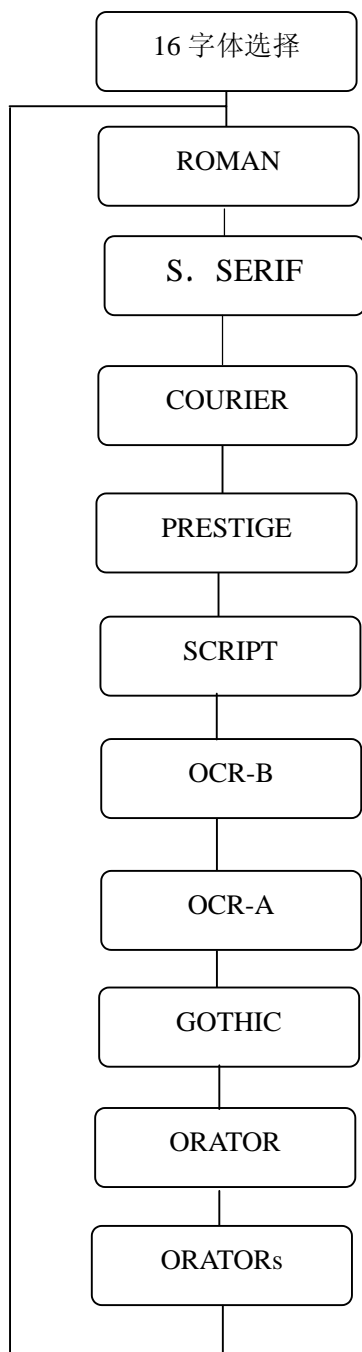 16 字体选择
ROMAN
S．SERIF
COURIER
PRESTIGE
SCRIPT
OCR-B
OCR-A
GOTHIC
ORATOR
ORATORs